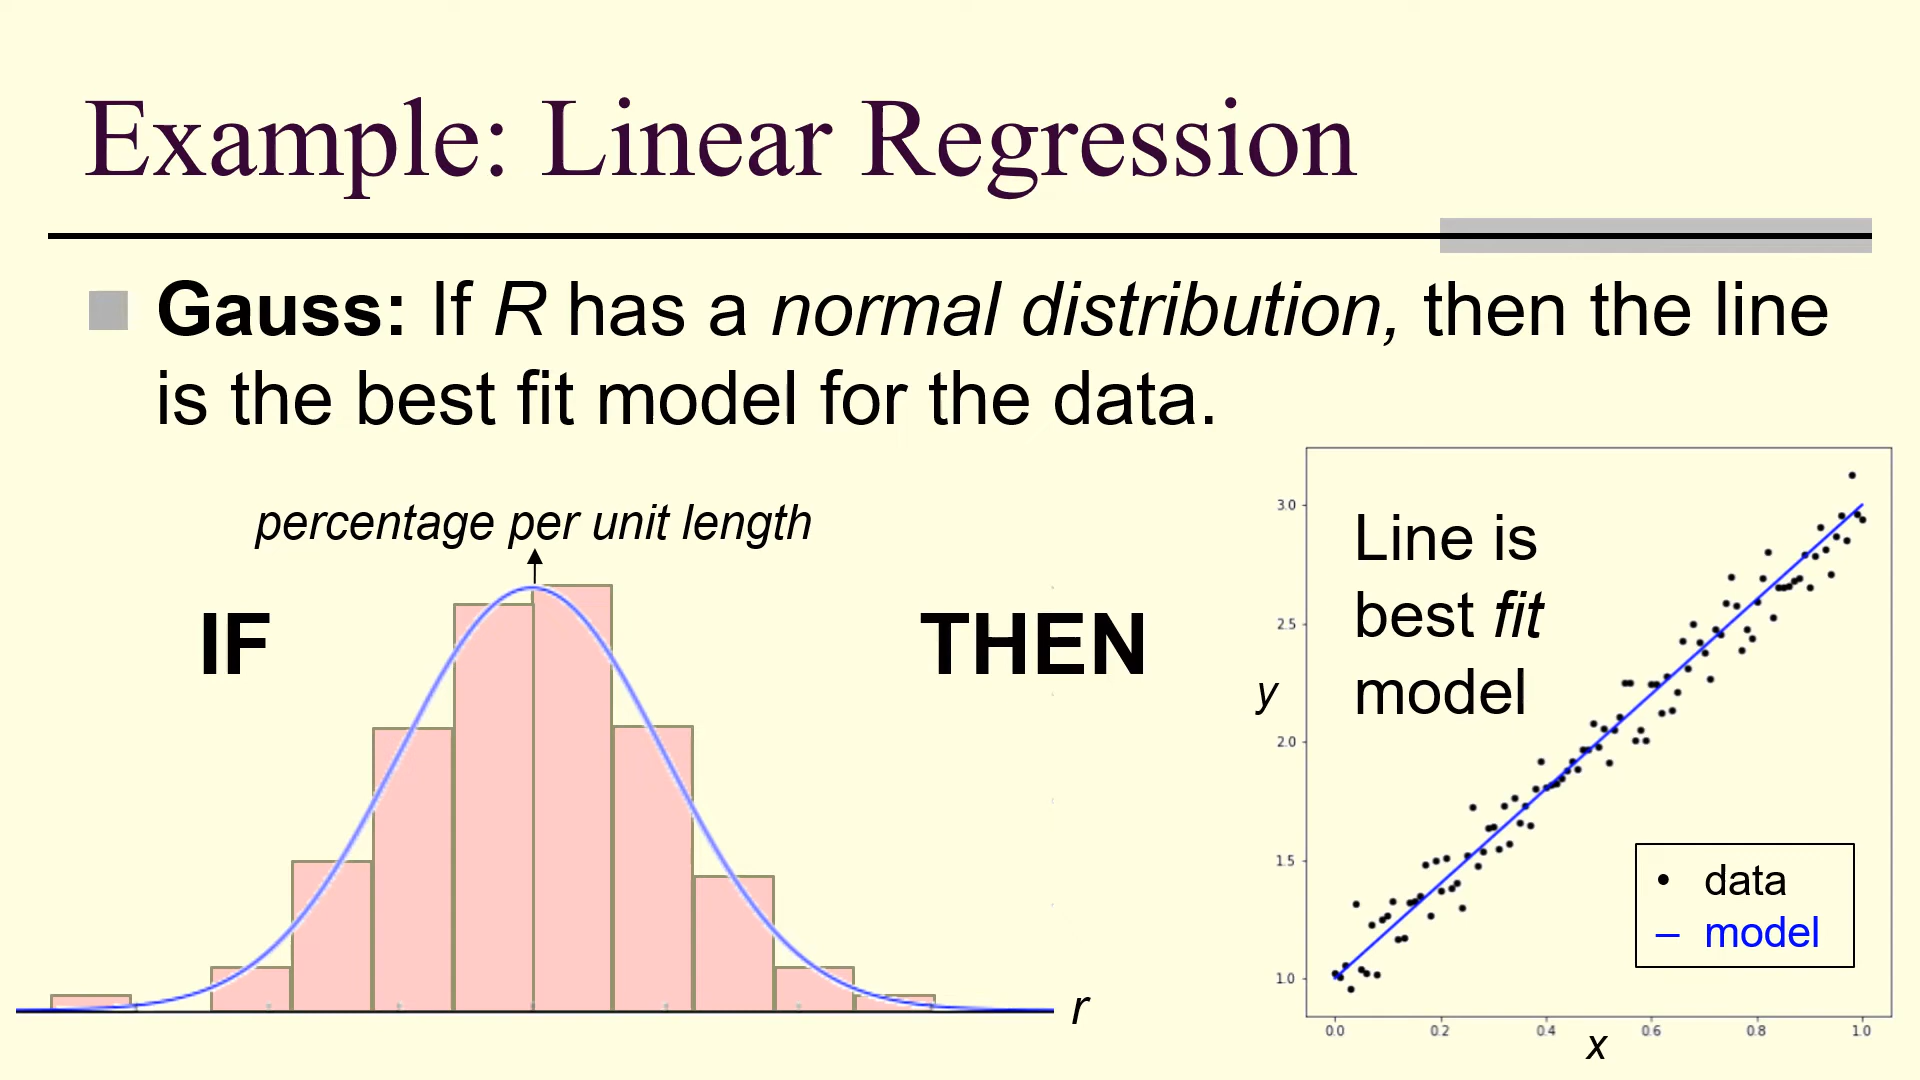 Example: Linear Regression
Gauss: If R has a normal distribution, then the line
is the best fit model for the data.
percentage per unit length
IF
THEN
r
Line is
best fit
model
y
3.0
2.5
2.0
1.5
1.0
data
model
0.0 0.2 0.4 0.6 0.8 1.0
x